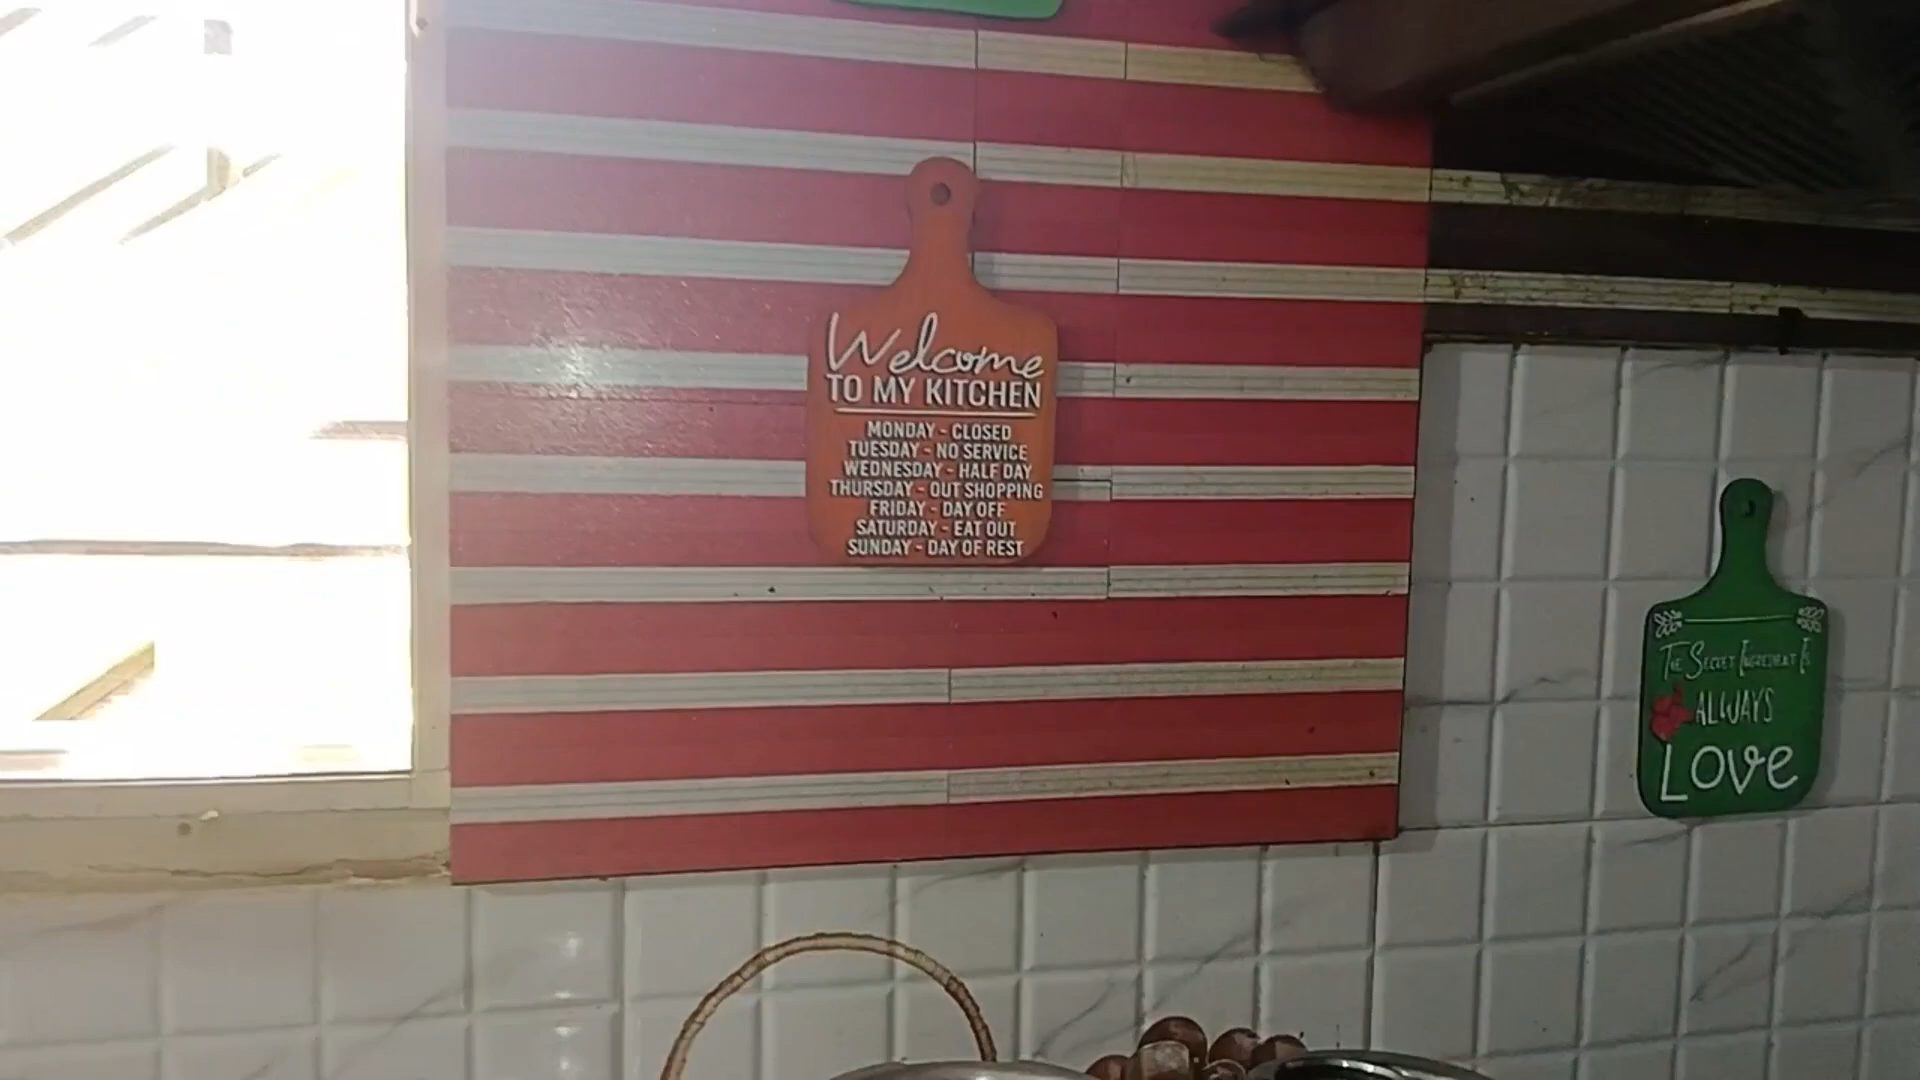 Welcome
TO MY KITCHEN
MONDAY - CLOSED
TUESDAY - NO SERVICE
WEDNESDAY - HALF DAY
THURSDAY - OUT SHOPPING
FRIDAY - DAY OFF
SATURDAY - EAT OUT
SUNDAY - DAY OF REST
THE SECRET INGREDIENT IS
ALWAYS
LOVE